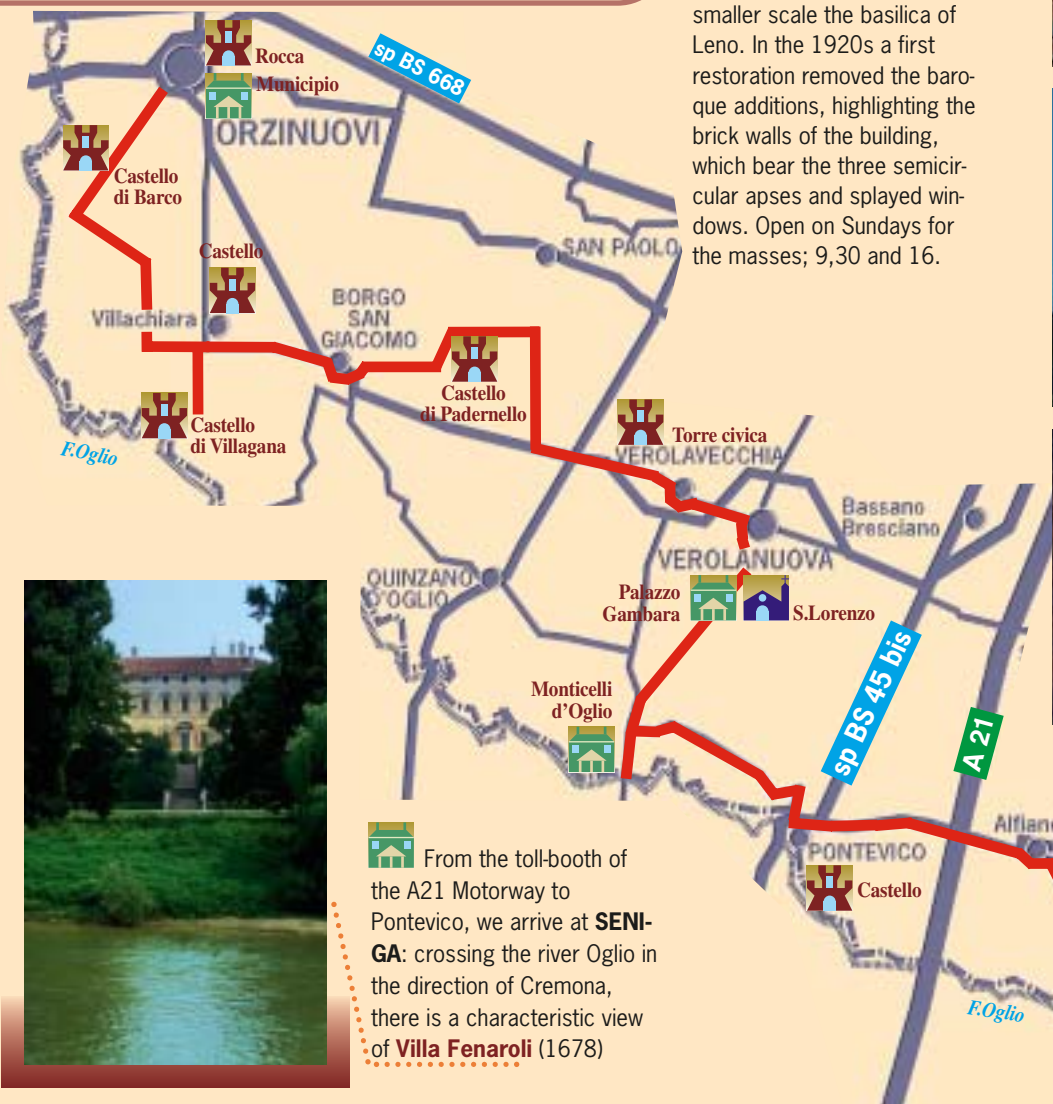 smaller scale the basilica of
Leno. In the 1920s a first
restoration removed the baro-
que additions, highlighting the
brick walls of the building,
which bear the three semicir-
cular apses and splayed win-
dows. Open on Sundays for
the masses; 9,30 and 16.
Rocca
Municipio
sp BS 668
ORZINUOVI
Castello
di Barco
Castello
SAN PAOLO
Villachiara
BORGO
SAN
GIACOMO
Castello
di Padernello
Castello
di Villagana
F.Oglio
Torre civica
VEROLAVECCHIA
Bassano
Bresciano
VEROLANUOVA
QUINZANO
D'OGLIO
Palazzo
Gambara
S.Lorenzo
sp BS 45 bis
Monticelli
d'Oglio
A 21
PONTEVICO
Castello
F.Oglio
From the toll-booth of
the A21 Motorway to
Pontevico, we arrive at SENI-
GA: crossing the river Oglio in
the direction of Cremona,
there is a characteristic view
of Villa Fenaroli (1678)